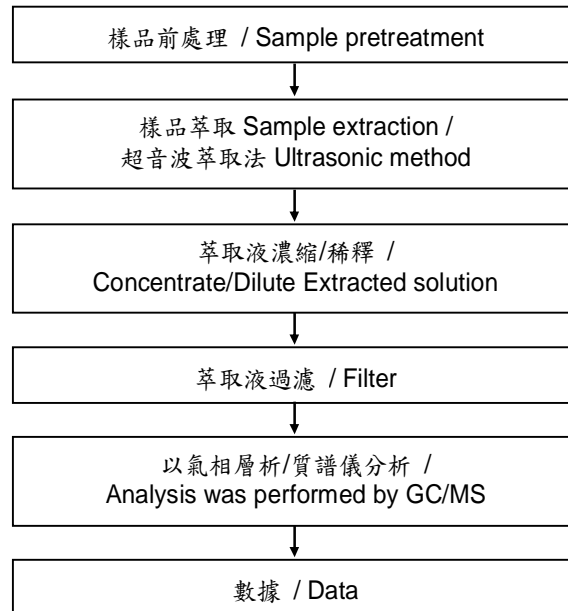 樣品前處理 / Sample pretreatment
樣品萃取 Sample extraction /
超音波萃取法 Ultrasonic method
萃取液濃縮/稀釋 /
Concentrate/Dilute Extracted solution
萃取液過濾 / Filter
以氣相層析/質譜儀分析 /
Analysis was performed by GC/MS
數據 / Data